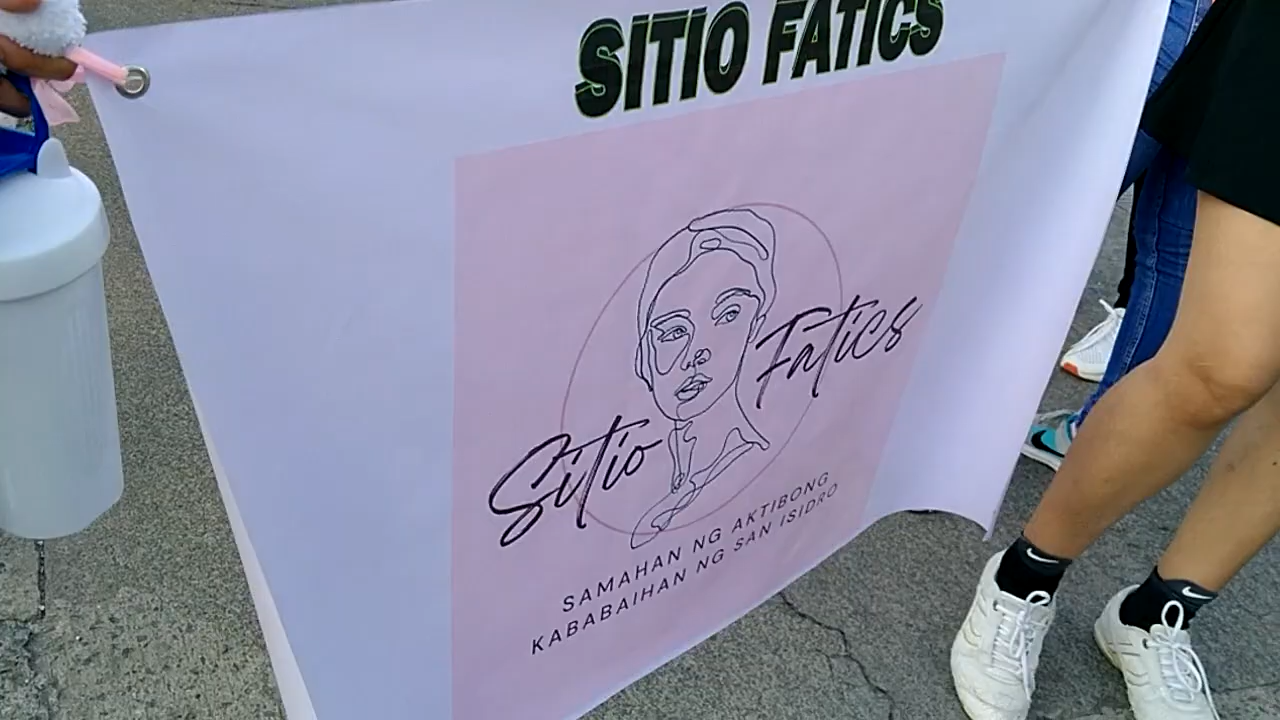 SITIO FATICS
Sitio Fatics
SAMAHAN NG AKTIBONG
KABABAIHAN NG SAN ISIDRO